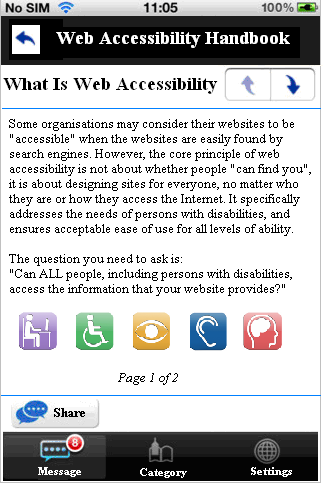 No SIM 11:05 100%
Web Accessibility Handbook
What Is Web Accessibility
Some organisations may consider their websites to be
"accessible" when the websites are easily found by
search engines. However, the core principle of web
accessibility is not about whether people "can find you",
it is about designing sites for everyone, no matter who
they are or how they access the Internet. It specifically
addresses the needs of persons with disabilities, and
ensures acceptable ease of use for all levels of ability.
The question you need to ask is:
"Can ALL people, including persons with disabilities,
access the information that your website provides?"
Page 1 of 2
Share
8
Message Category Settings